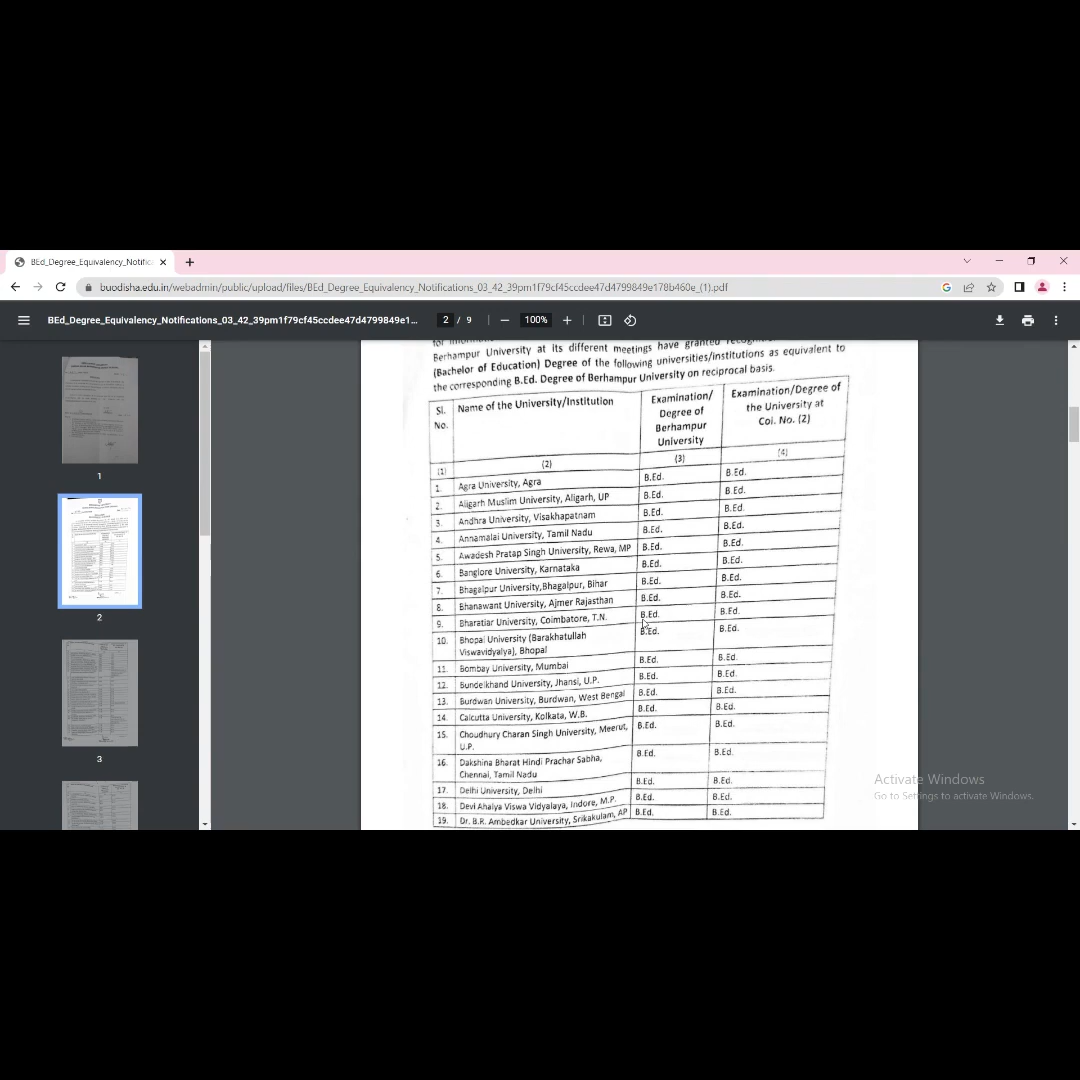 BEd_Degree_Equivalency_Notific
buodisha.edu.in/webadmin/public/upload/files/BEd_Degree_Equivalency_Notifications_03_42_39pm1f79cf45ccdee47d4799849e178b460e_(1).pdf
BEd_Degree_Equivalency_Notifications_03_42_39pm1f79cf45ccdee47d4799849e1... 2 / 9 100%
1
2
3
Berhampur University at its different meetings have granted
(Bachelor of Education) Degree of the following universities/institutions as equivalent to
the corresponding B.Ed. Degree of Berhampur University on reciprocal basis.
Sl. No. Name of the University/Institution Examination/ Degree of Berhampur University Examination/Degree of the University at Col. No. (2)
(1) (2) (3) (4)
1. Agra University, Agra B.Ed. B.Ed.
2. Aligarh Muslim University, Aligarh, UP B.Ed. B.Ed.
3. Andhra University, Visakhapatnam B.Ed. B.Ed.
4. Annamalai University, Tamil Nadu B.Ed. B.Ed.
5. Awadesh Pratap Singh University, Rewa, MP B.Ed. B.Ed.
6. Banglore University, Karnataka B.Ed. B.Ed.
7. Bhagalpur University,Bhagalpur, Bihar B.Ed. B.Ed.
8. Bhanawant University, Ajmer Rajasthan B.Ed. B.Ed.
9. Bharatiar University, Coimbatore, T.N. B.Ed. B.Ed.
10. Bhopal University (Barakhatullah B.Ed. B.Ed.
Viswavidyalya), Bhopal
11. Bombay University, Mumbai B.Ed. B.Ed.
12. Bundelkhand University, Jhansi, U.P. B.Ed. B.Ed.
13. Burdwan University, Burdwan, West Bengal B.Ed. B.Ed.
14. Calcutta University, Kolkata, W.B. B.Ed. B.Ed.
15. Choudhury Charan Singh University, Meerut, B.Ed. B.Ed.
U.P.
16. Dakshina Bharat Hindi Prachar Sabha, B.Ed. B.Ed.
Chennai, Tamil Nadu
17. Delhi University, Delhi B.Ed. B.Ed.
18. Devi Ahalya Viswa Vidyalaya, Indore, M.P. B.Ed. B.Ed.
19. Dr. B.R. Ambedkar University, Srikakulam, AP B.Ed. B.Ed.
Activate Windows
Go to Settings to activate Windows.